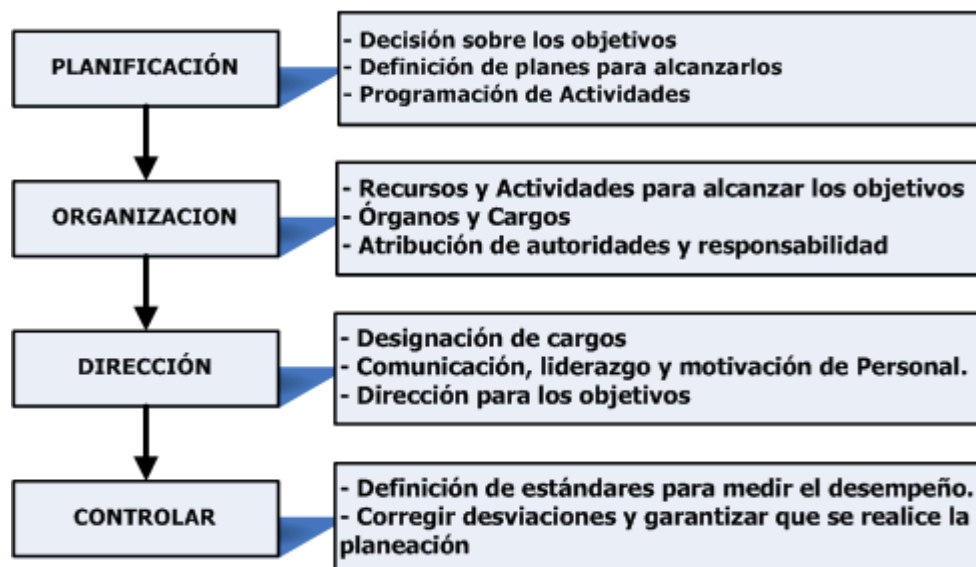 PLANIFICACIÓN
- Decisión sobre los objetivos
- Definición de planes para alcanzarlos
- Programación de Actividades
ORGANIZACION
- Recursos y Actividades para alcanzar los objetivos
- Órganos y Cargos
- Atribución de autoridades y responsabilidad
DIRECCIÓN
- Designación de cargos
- Comunicación, liderazgo y motivación de Personal.
- Dirección para los objetivos
CONTROLAR
- Definición de estándares para medir el desempeño.
- Corregir desviaciones y garantizar que se realice la
planeación